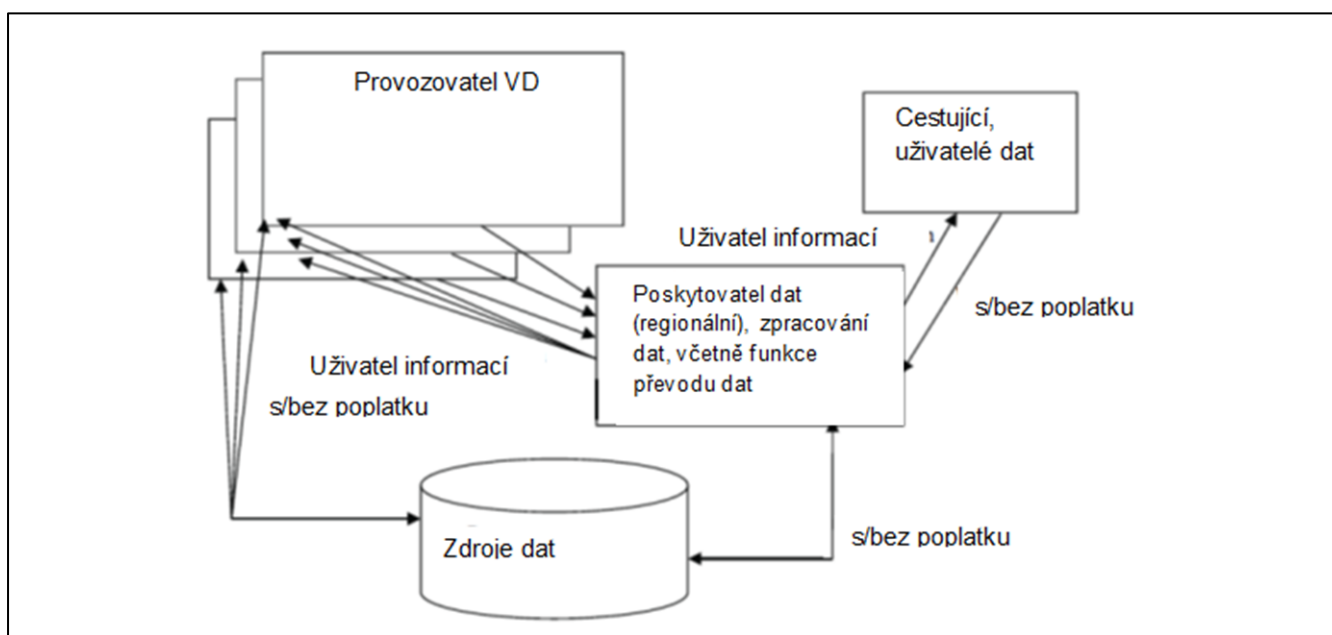 Provozovatel VD
Cestující,
uživatelé dat
Uživatel informací
Poskytovatel dat
(regionální), zpracování
dat, včetně funkce
převodu dat
s/bez poplatku
Uživatel informací
s/bez poplatku
Zdroje dat
s/bez poplatku